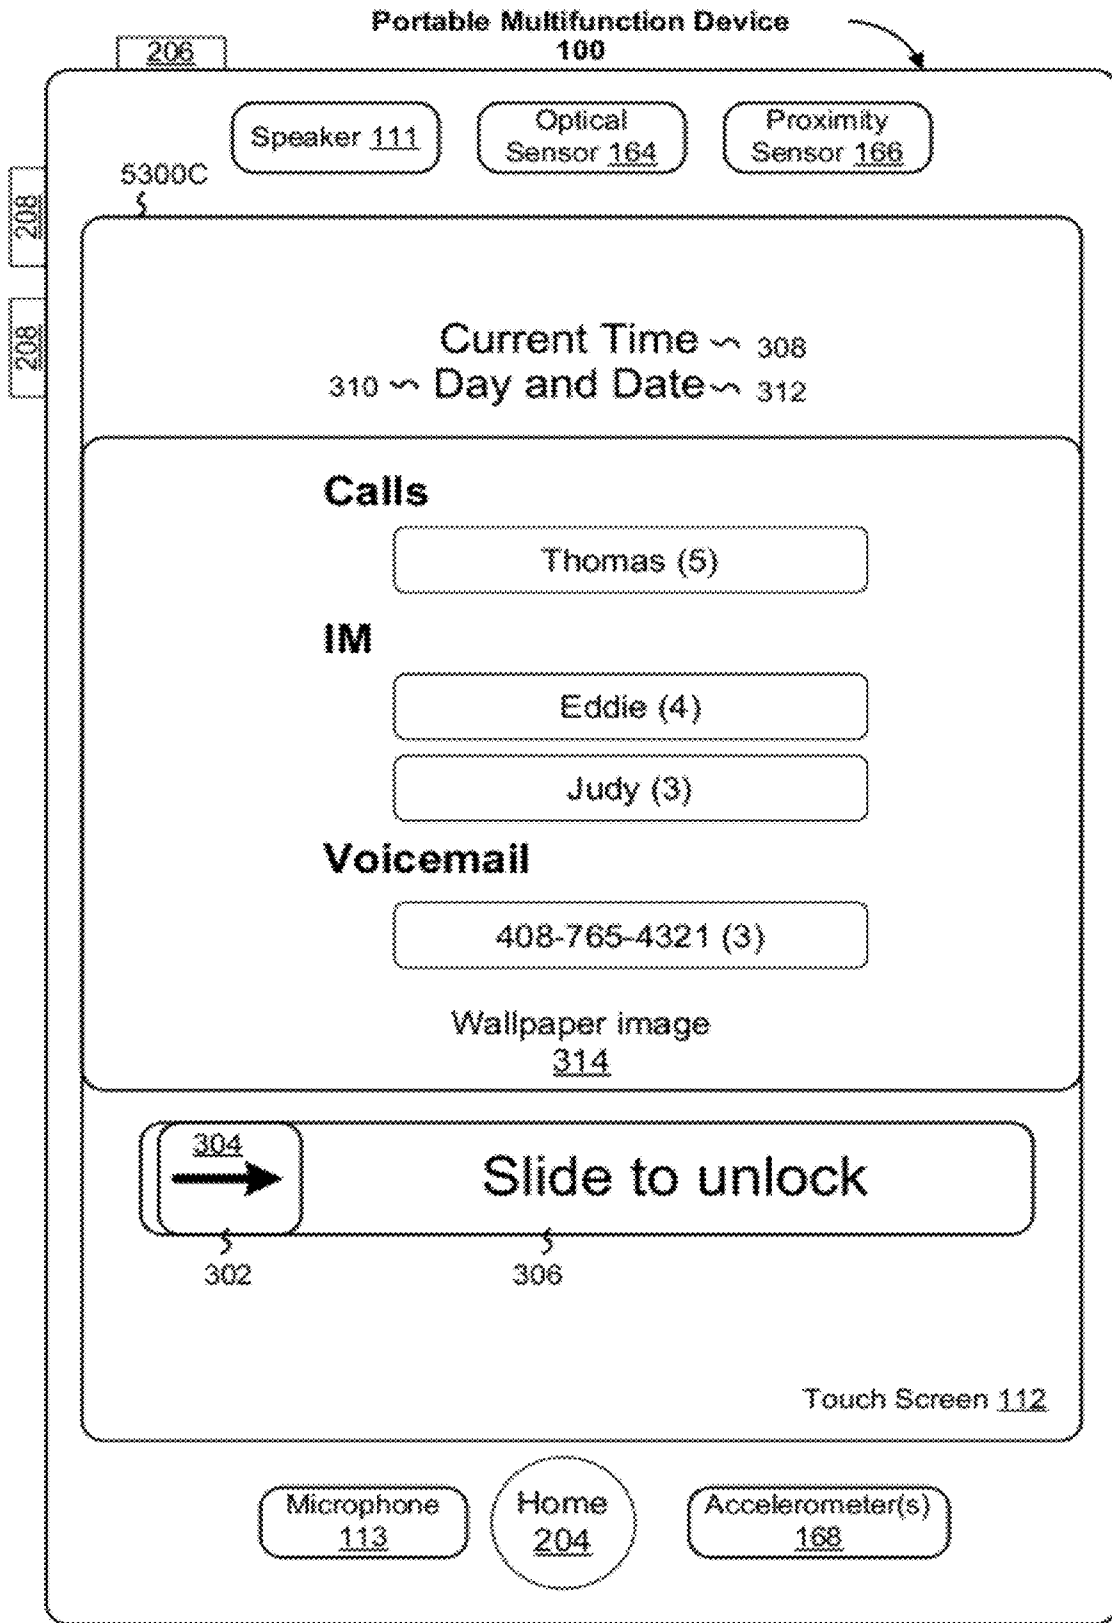 Portable Multifunction Device
100
206
Speaker 111
Optical
Sensor 164
Proximity
Sensor 166
5300C
208
208
Current Time 308
310 Day and Date 312
Calls
Thomas (5)
IM
Eddie (4)
Judy (3)
Voicemail
408-765-4321 (3)
Wallpaper image
314
304
Slide to unlock
302
306
Touch Screen 112
Microphone
113
Home
204
Accelerometer(s)
168